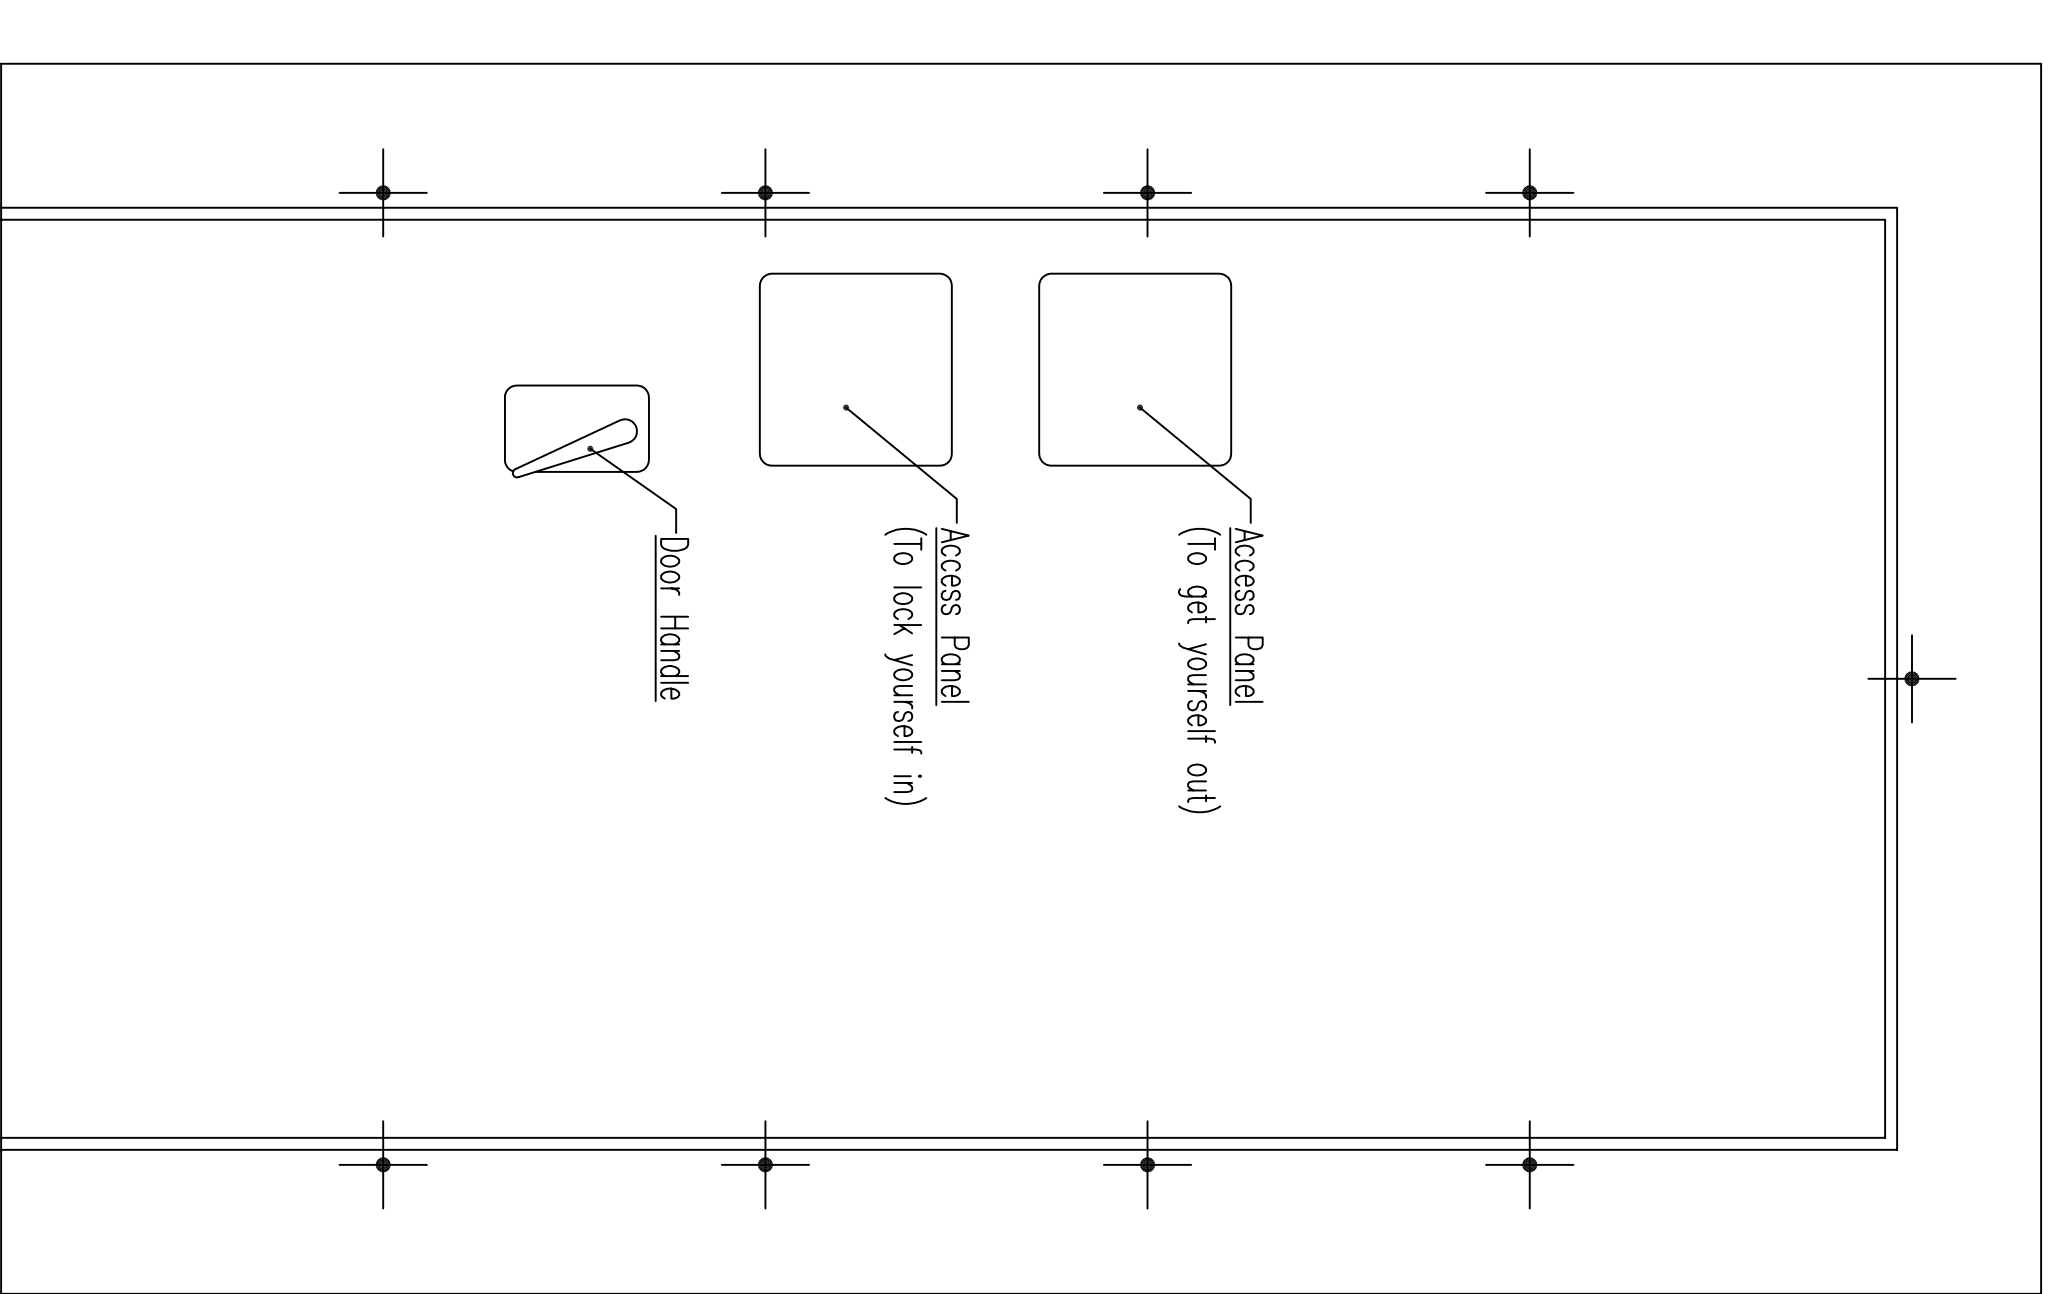 Access Panel
(To get yourself out)
Access Panel
(To lock yourself in)
Door Handle